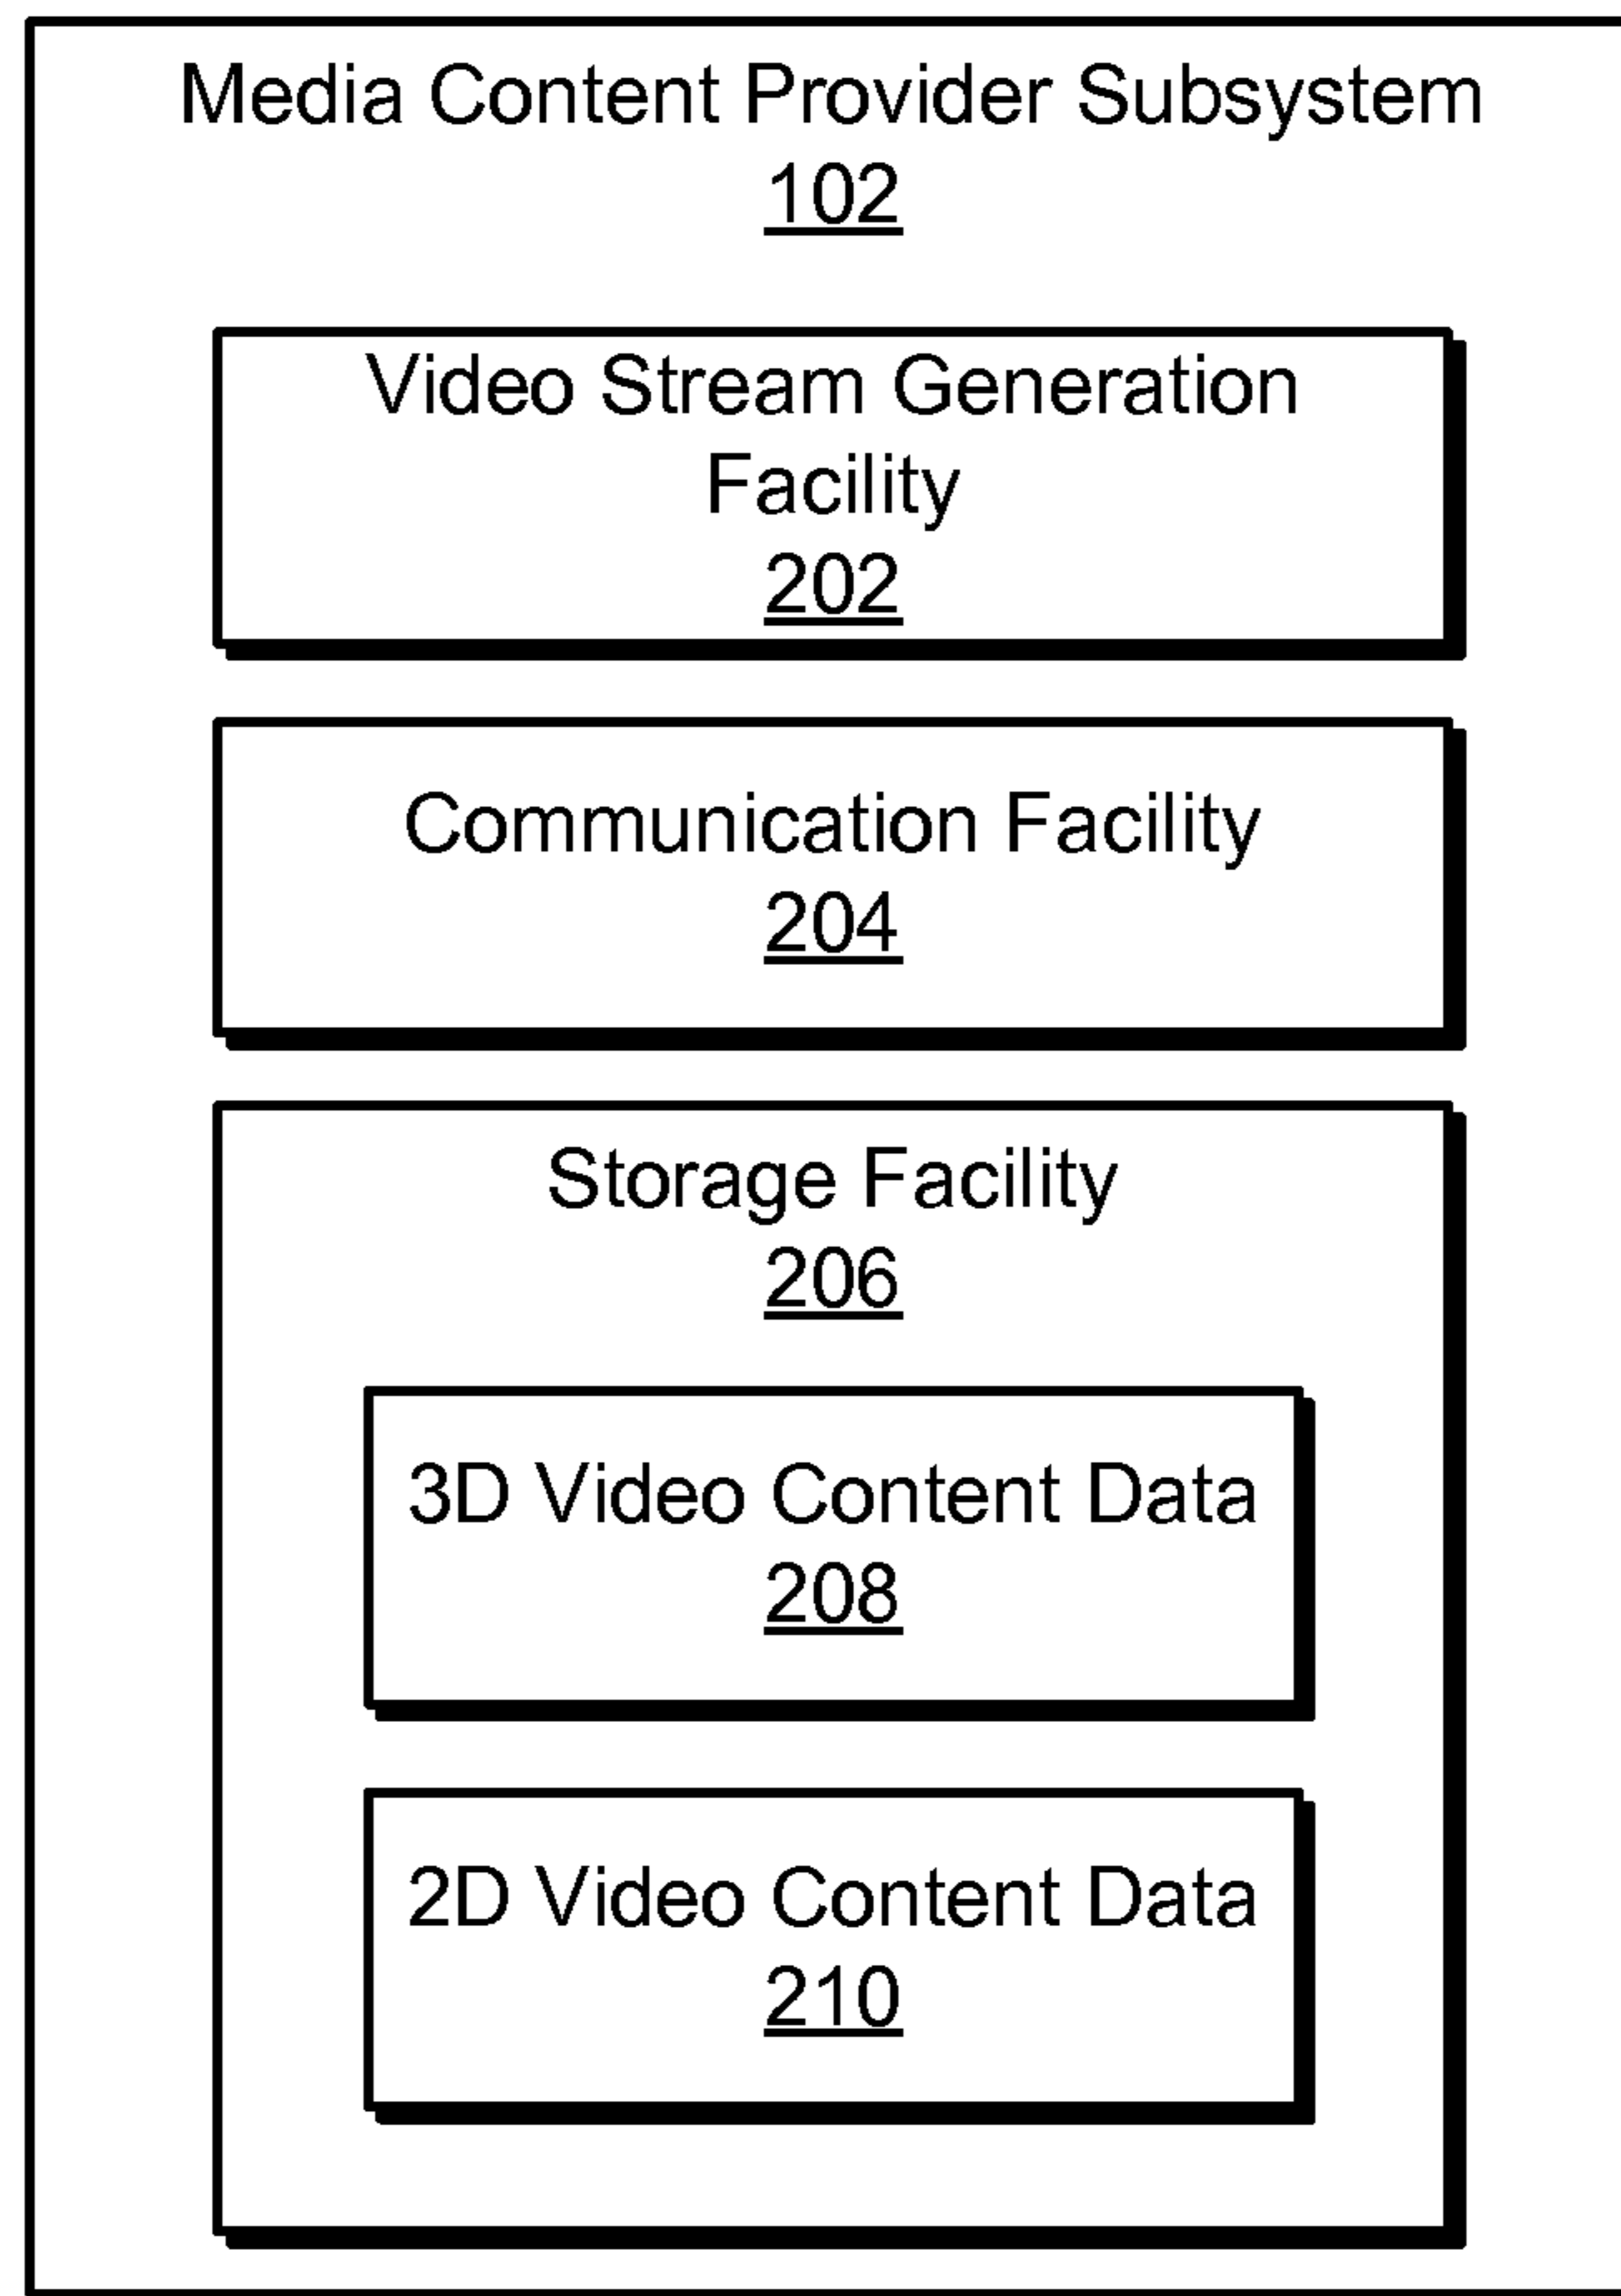 Media Content Provider Subsystem
102
Video Stream Generation
Facility
202
Communication Facility
204
Storage Facility
206
3D Video Content Data
208
2D Video Content Data
210